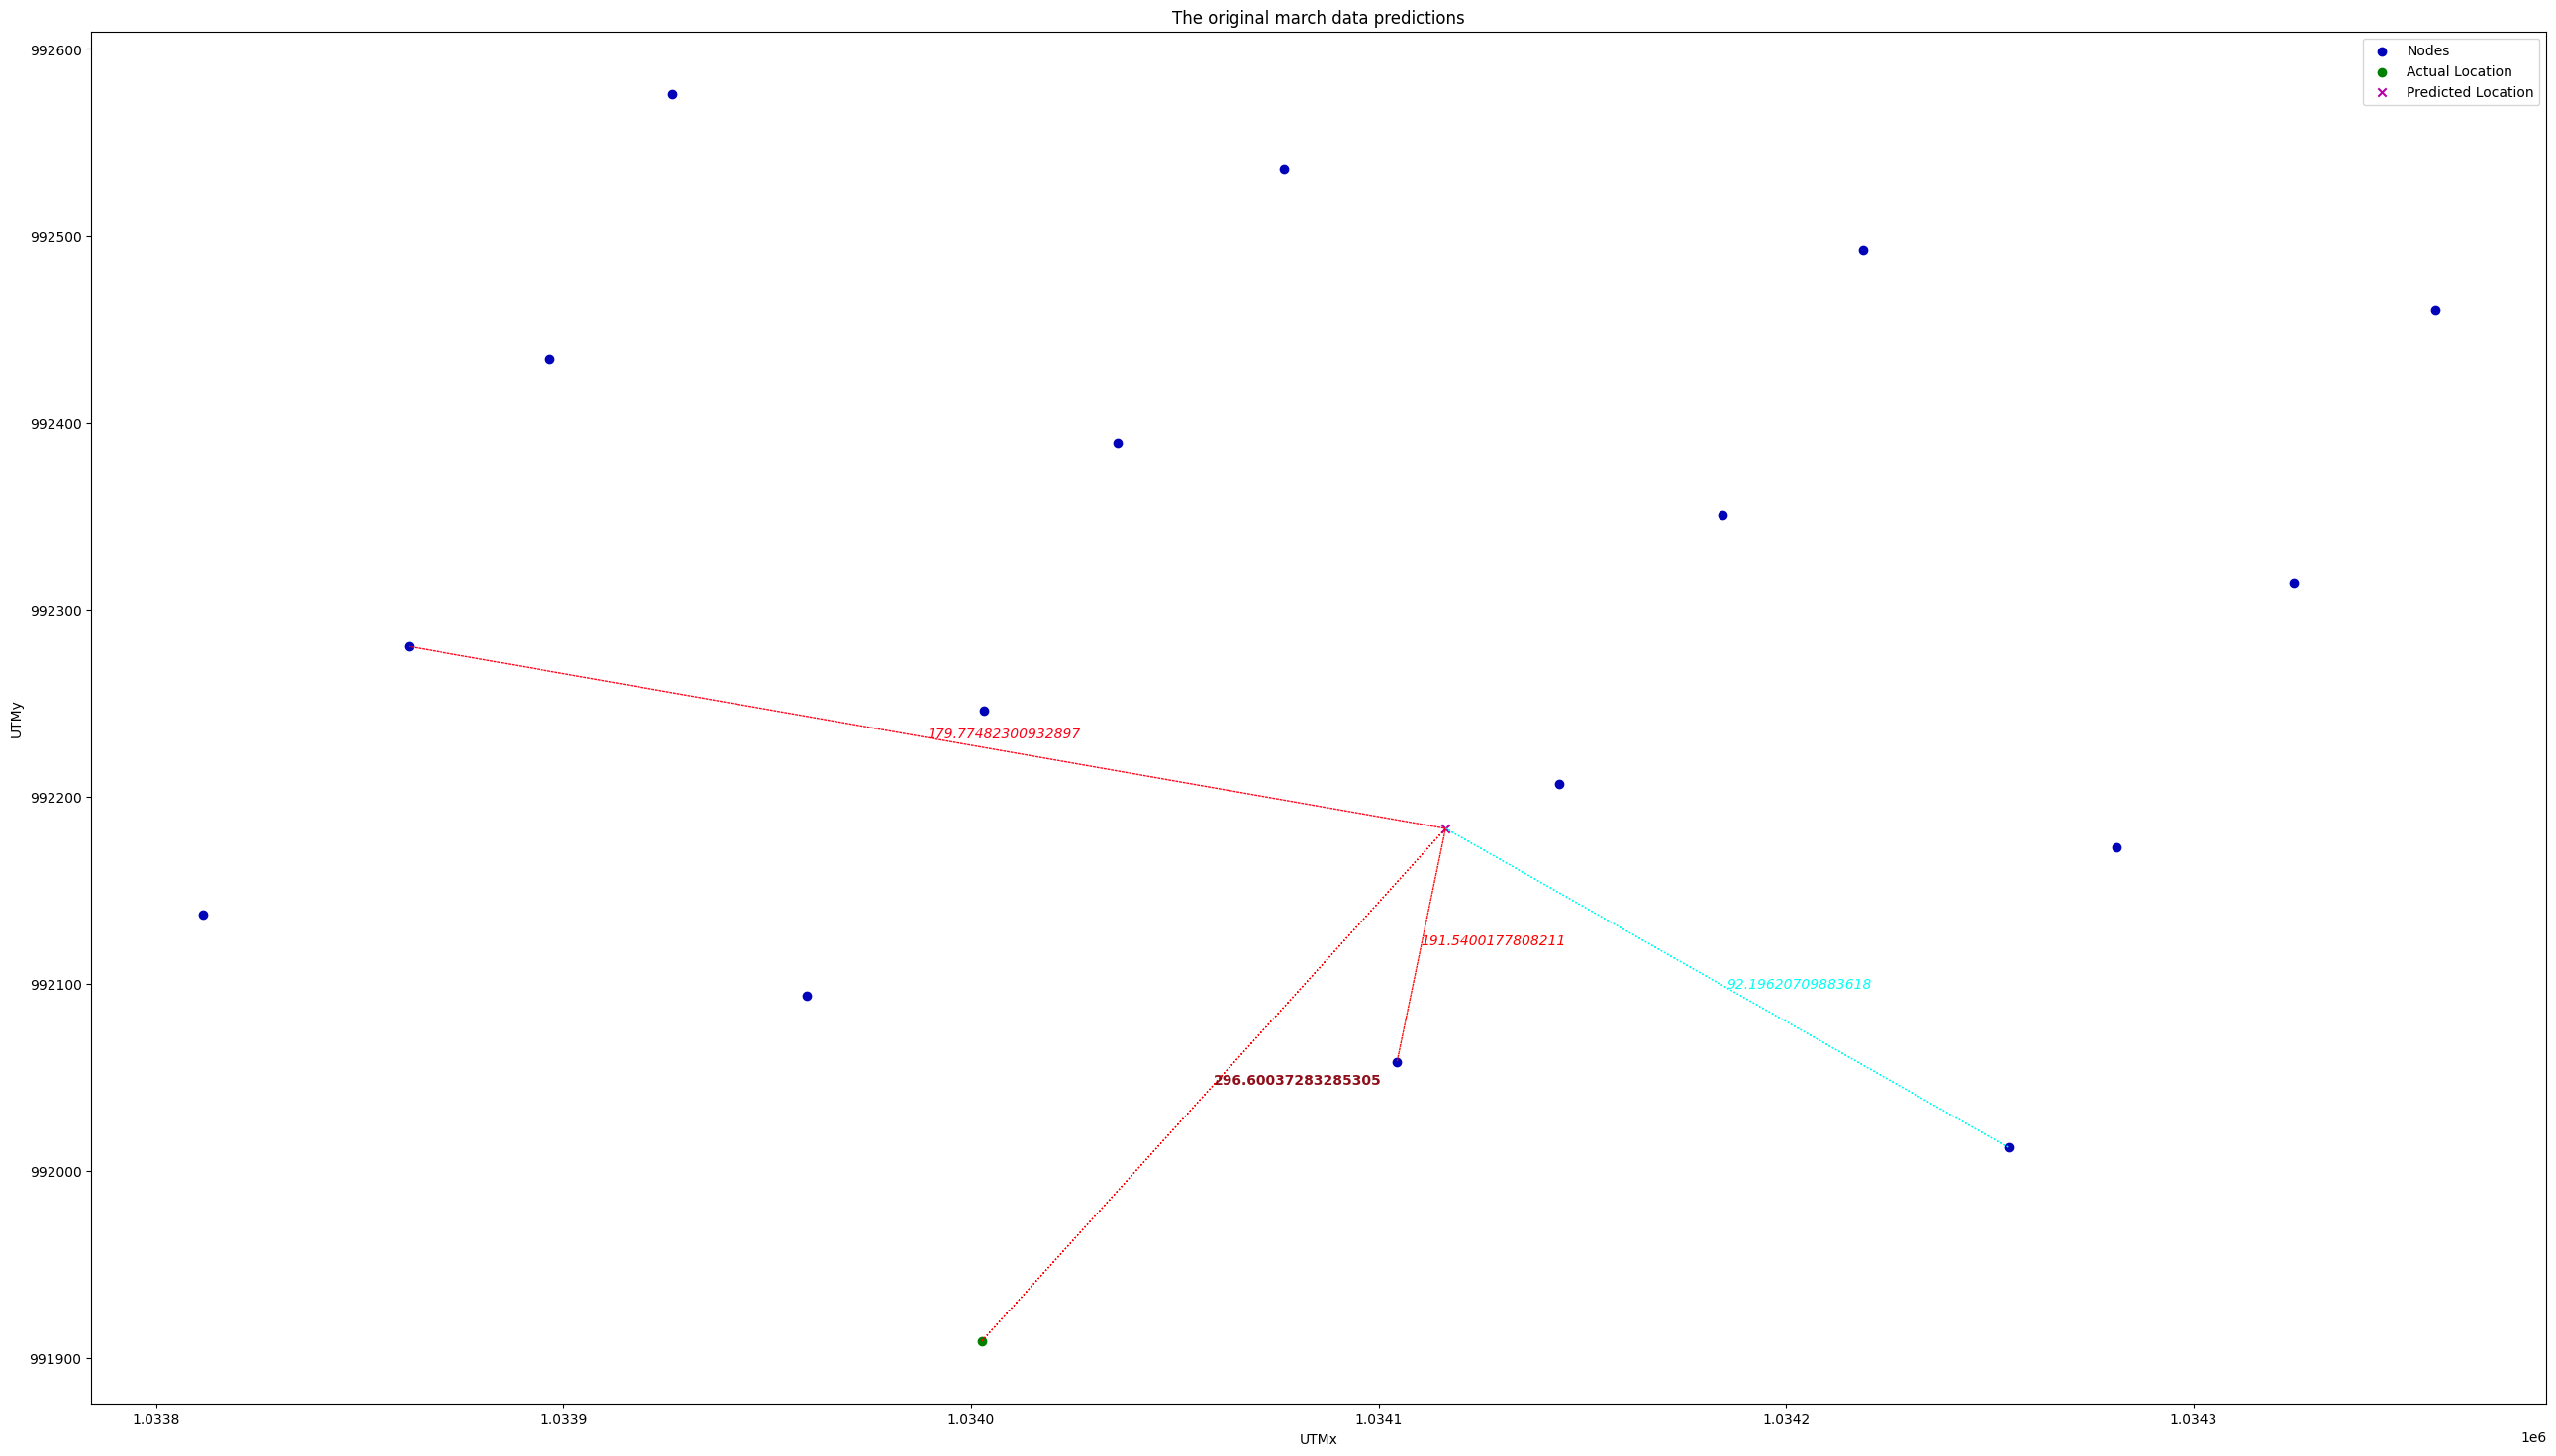 The original march data predictions
Nodes
Actual Location
Predicted Location
992600
992500
992400
992300
992200
992100
992000
991900
UTMy
179.77482300932897
191.5400177808211
92.19620709883618
296.60037283285305
1.0338
1.0339
1.0340
1.0341
1.0342
1.0343
UTMx
1e6